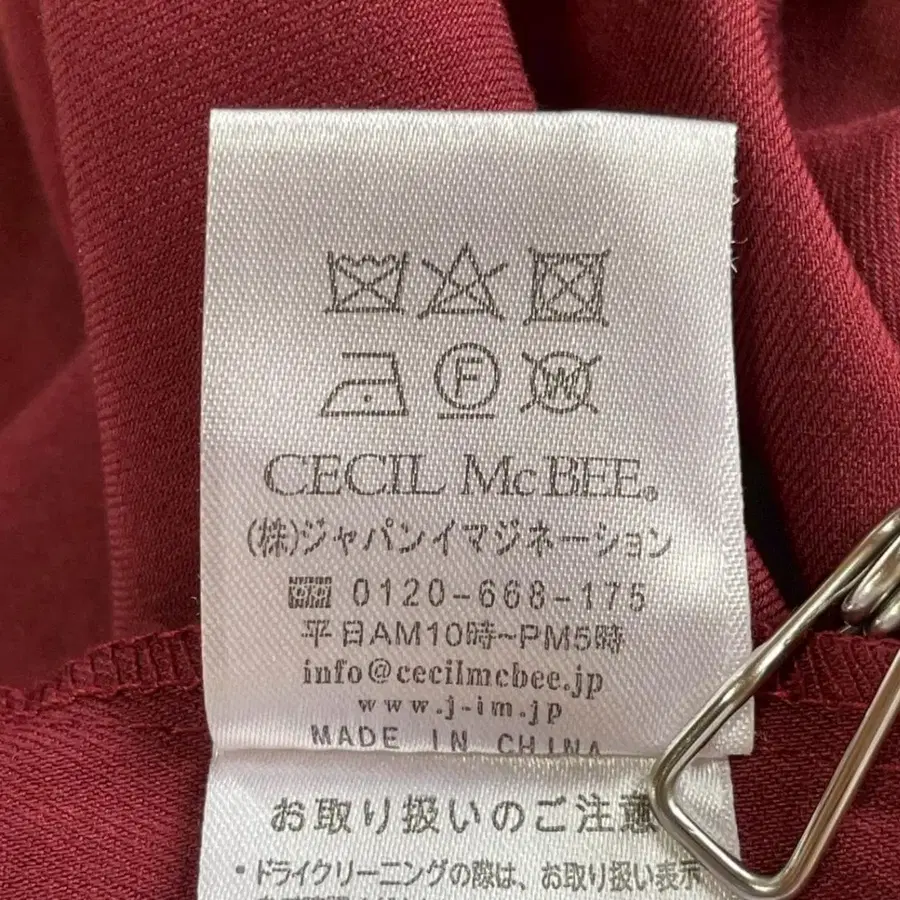 F W
CECIL McBEE®
(株)ジャパンイマジネーション
0120-668-175
平日AM10時~PM5時
info@cecilmcbee.jp
www.j-im.jp
MADE IN CHINA
お取り扱いのご注意
・ドライクリーニングの際は、お取り扱い表示